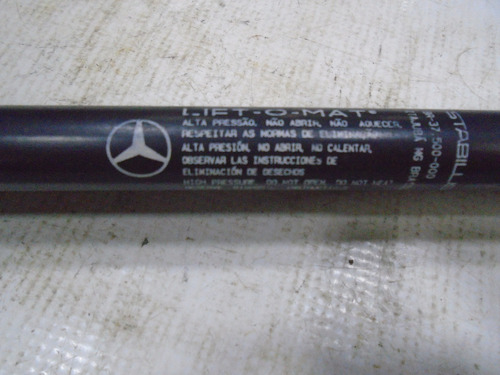 LIFT-O-MAT
ALTA PRESSÃO, NÃO ABRIR, NÃO AQUECER
RESPEITAR AS NORMAS DE ELIMINAÇÃO
ALTA PRESIÓN, NO ABRIR, NO CALENTAR,
OBSERVAR LAS INSTRUCCIONES DE
ELIMINACIÓN DE DESECHOS
HIGH PRESSURE, DO NOT OPEN, DO NOT HEAT
STABILUS
MG